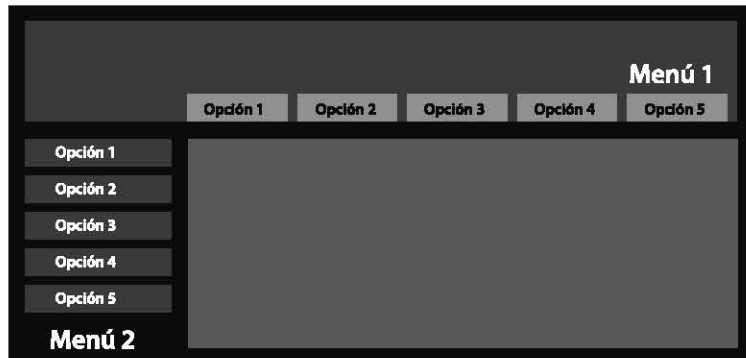 Menú 1
Opción 1 Opción 2 Opción 3 Opción 4 Opción 5
Opción 1
Opción 2
Opción 3
Opción 4
Opción 5
Menú 2